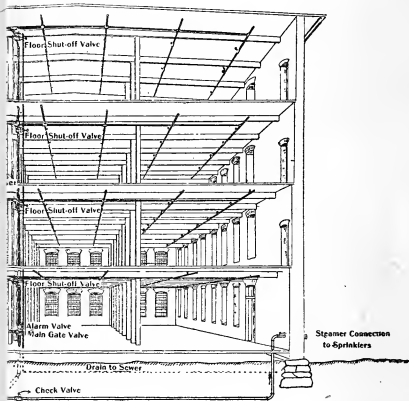 Floor Shut-off Valve
Floor Shut-off Valve
Floor Shut-off Valve
Floor Shut-off Valve
Alarm Valve
Main Gate Valve
Steamer Connection
to Sprinklers
Drain to Sewer
Check Valve